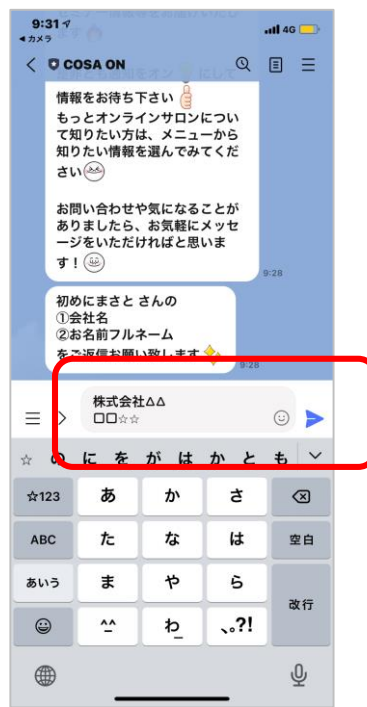 9:31
4G
カメラ
COSA ON
情報をお待ち下さい
もっとオンラインサロンについ
て知りたい方は、メニューから
知りたい情報を選んでみてくだ
さい
お問い合わせや気になることが
ありましたら、お気軽にメッセ
ージをいただければと思いま
す！
9:28
初めにまさと さんの
①会社名
②お名前フルネーム
をご返信お願い致します
9:28
株式会社△△
□□☆☆
☆ の に を が は か と も
☆123 あ か さ
ABC た な は 空白
あいう ま や ら
改行
^^ わ 、。?!